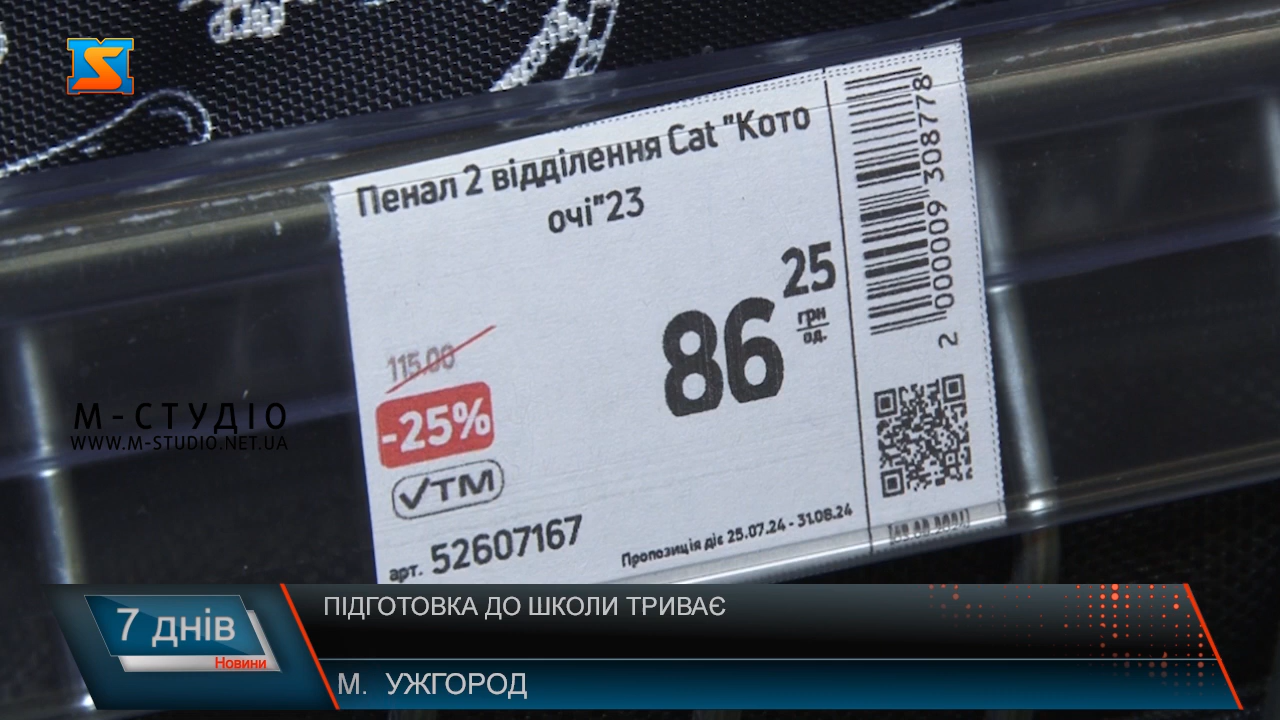 Пенал 2 відділення Cat "Кото
очі"23
115.00
-25%
✓TM
86 25
грн
од.
арт. 52607167
Пропозиція діє 25.07.24 - 31.08.24
2 000009 308778
М-СТУДІО
WWW.M-STUDIO.NET.UA
7 днів
Новини
ПІДГОТОВКА ДО ШКОЛИ ТРИВАЄ
М. УЖГОРОД